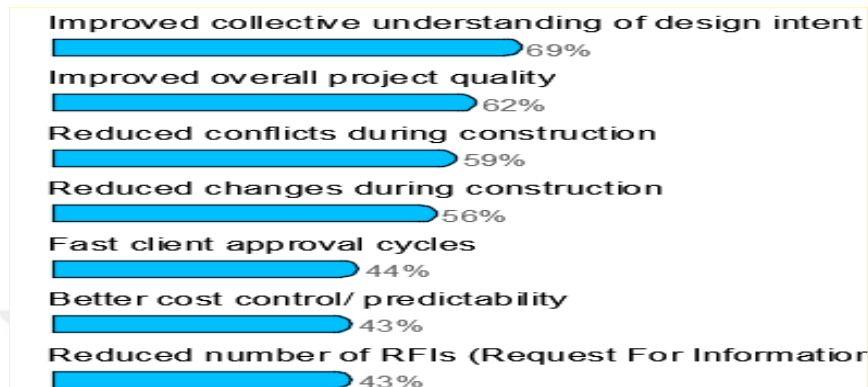 Improved collective understanding of design intent
69%
Improved overall project quality
62%
Reduced conflicts during construction
59%
Reduced changes during construction
56%
Fast client approval cycles
44%
Better cost control/ predictability
43%
Reduced number of RFIs (Request For Information
43%